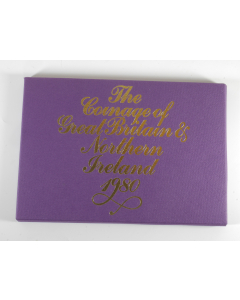 The
Coinage of
Great Britain &
Northern
Ireland
1980